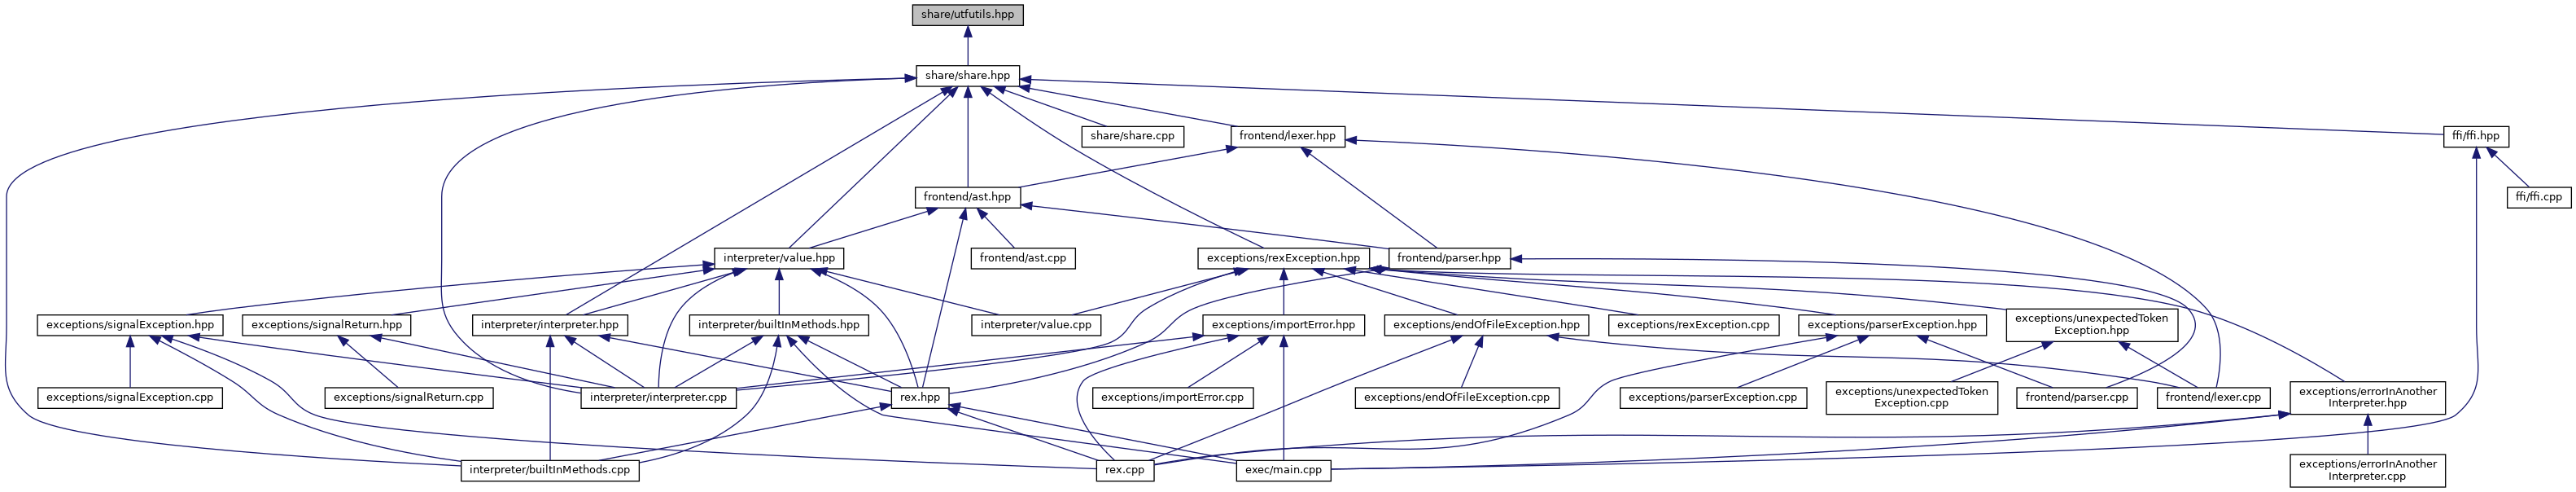 share/utfutils.hpp
share/share.hpp
share/share.cpp
frontend/lexer.hpp
ffi/ffi.hpp
frontend/ast.hpp
ffi/ffi.cpp
interpreter/value.hpp
frontend/ast.cpp
exceptions/rexException.hpp
frontend/parser.hpp
exceptions/signalException.hpp
exceptions/signalReturn.hpp
interpreter/interpreter.hpp
interpreter/builtInMethods.hpp
interpreter/value.cpp
exceptions/importError.hpp
exceptions/endOfFileException.hpp
exceptions/rexException.cpp
exceptions/parserException.hpp
exceptions/unexpectedToken
Exception.hpp
exceptions/signalException.cpp
exceptions/signalReturn.cpp
interpreter/interpreter.cpp
rex.hpp
exceptions/importError.cpp
exceptions/endOfFileException.cpp
exceptions/parserException.cpp
exceptions/unexpectedToken
Exception.cpp
frontend/parser.cpp
frontend/lexer.cpp
exceptions/errorInAnother
Interpreter.hpp
interpreter/builtInMethods.cpp
rex.cpp
exec/main.cpp
exceptions/errorInAnother
Interpreter.cpp